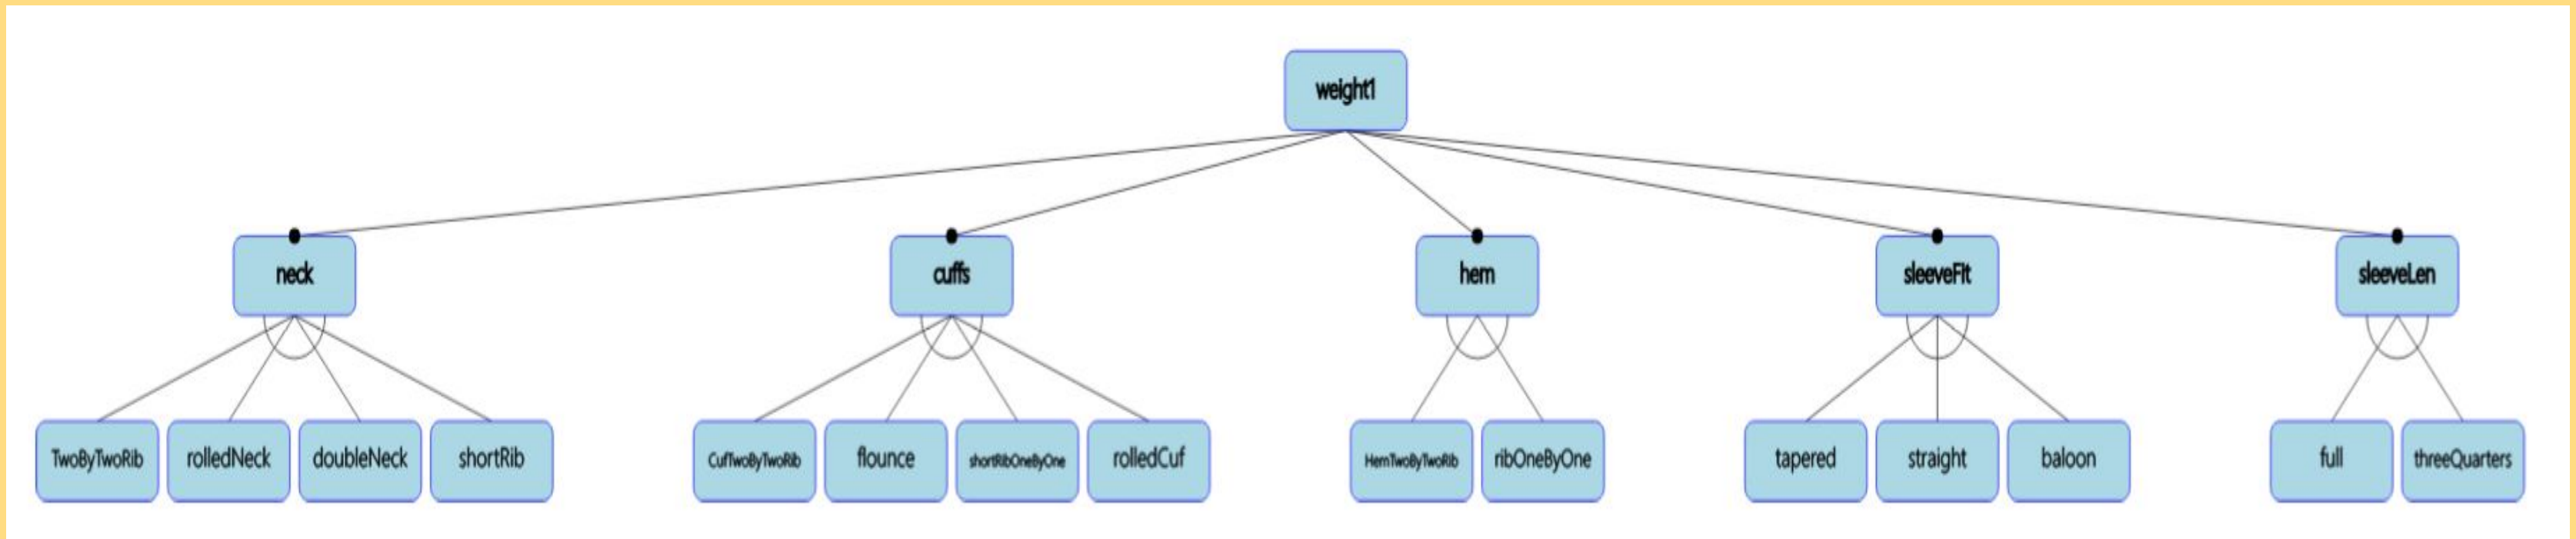 weight1
neck
cuffs
hem
sleeveFit
sleeveLen
TwoByTwoRib
rolledNeck
doubleNeck
shortRib
CufTwoByTwoRib
flounce
shortRibOneByOne
rolledCuf
HemTwoByTwoRib
ribOneByOne
tapered
straight
baloon
full
threeQuarters